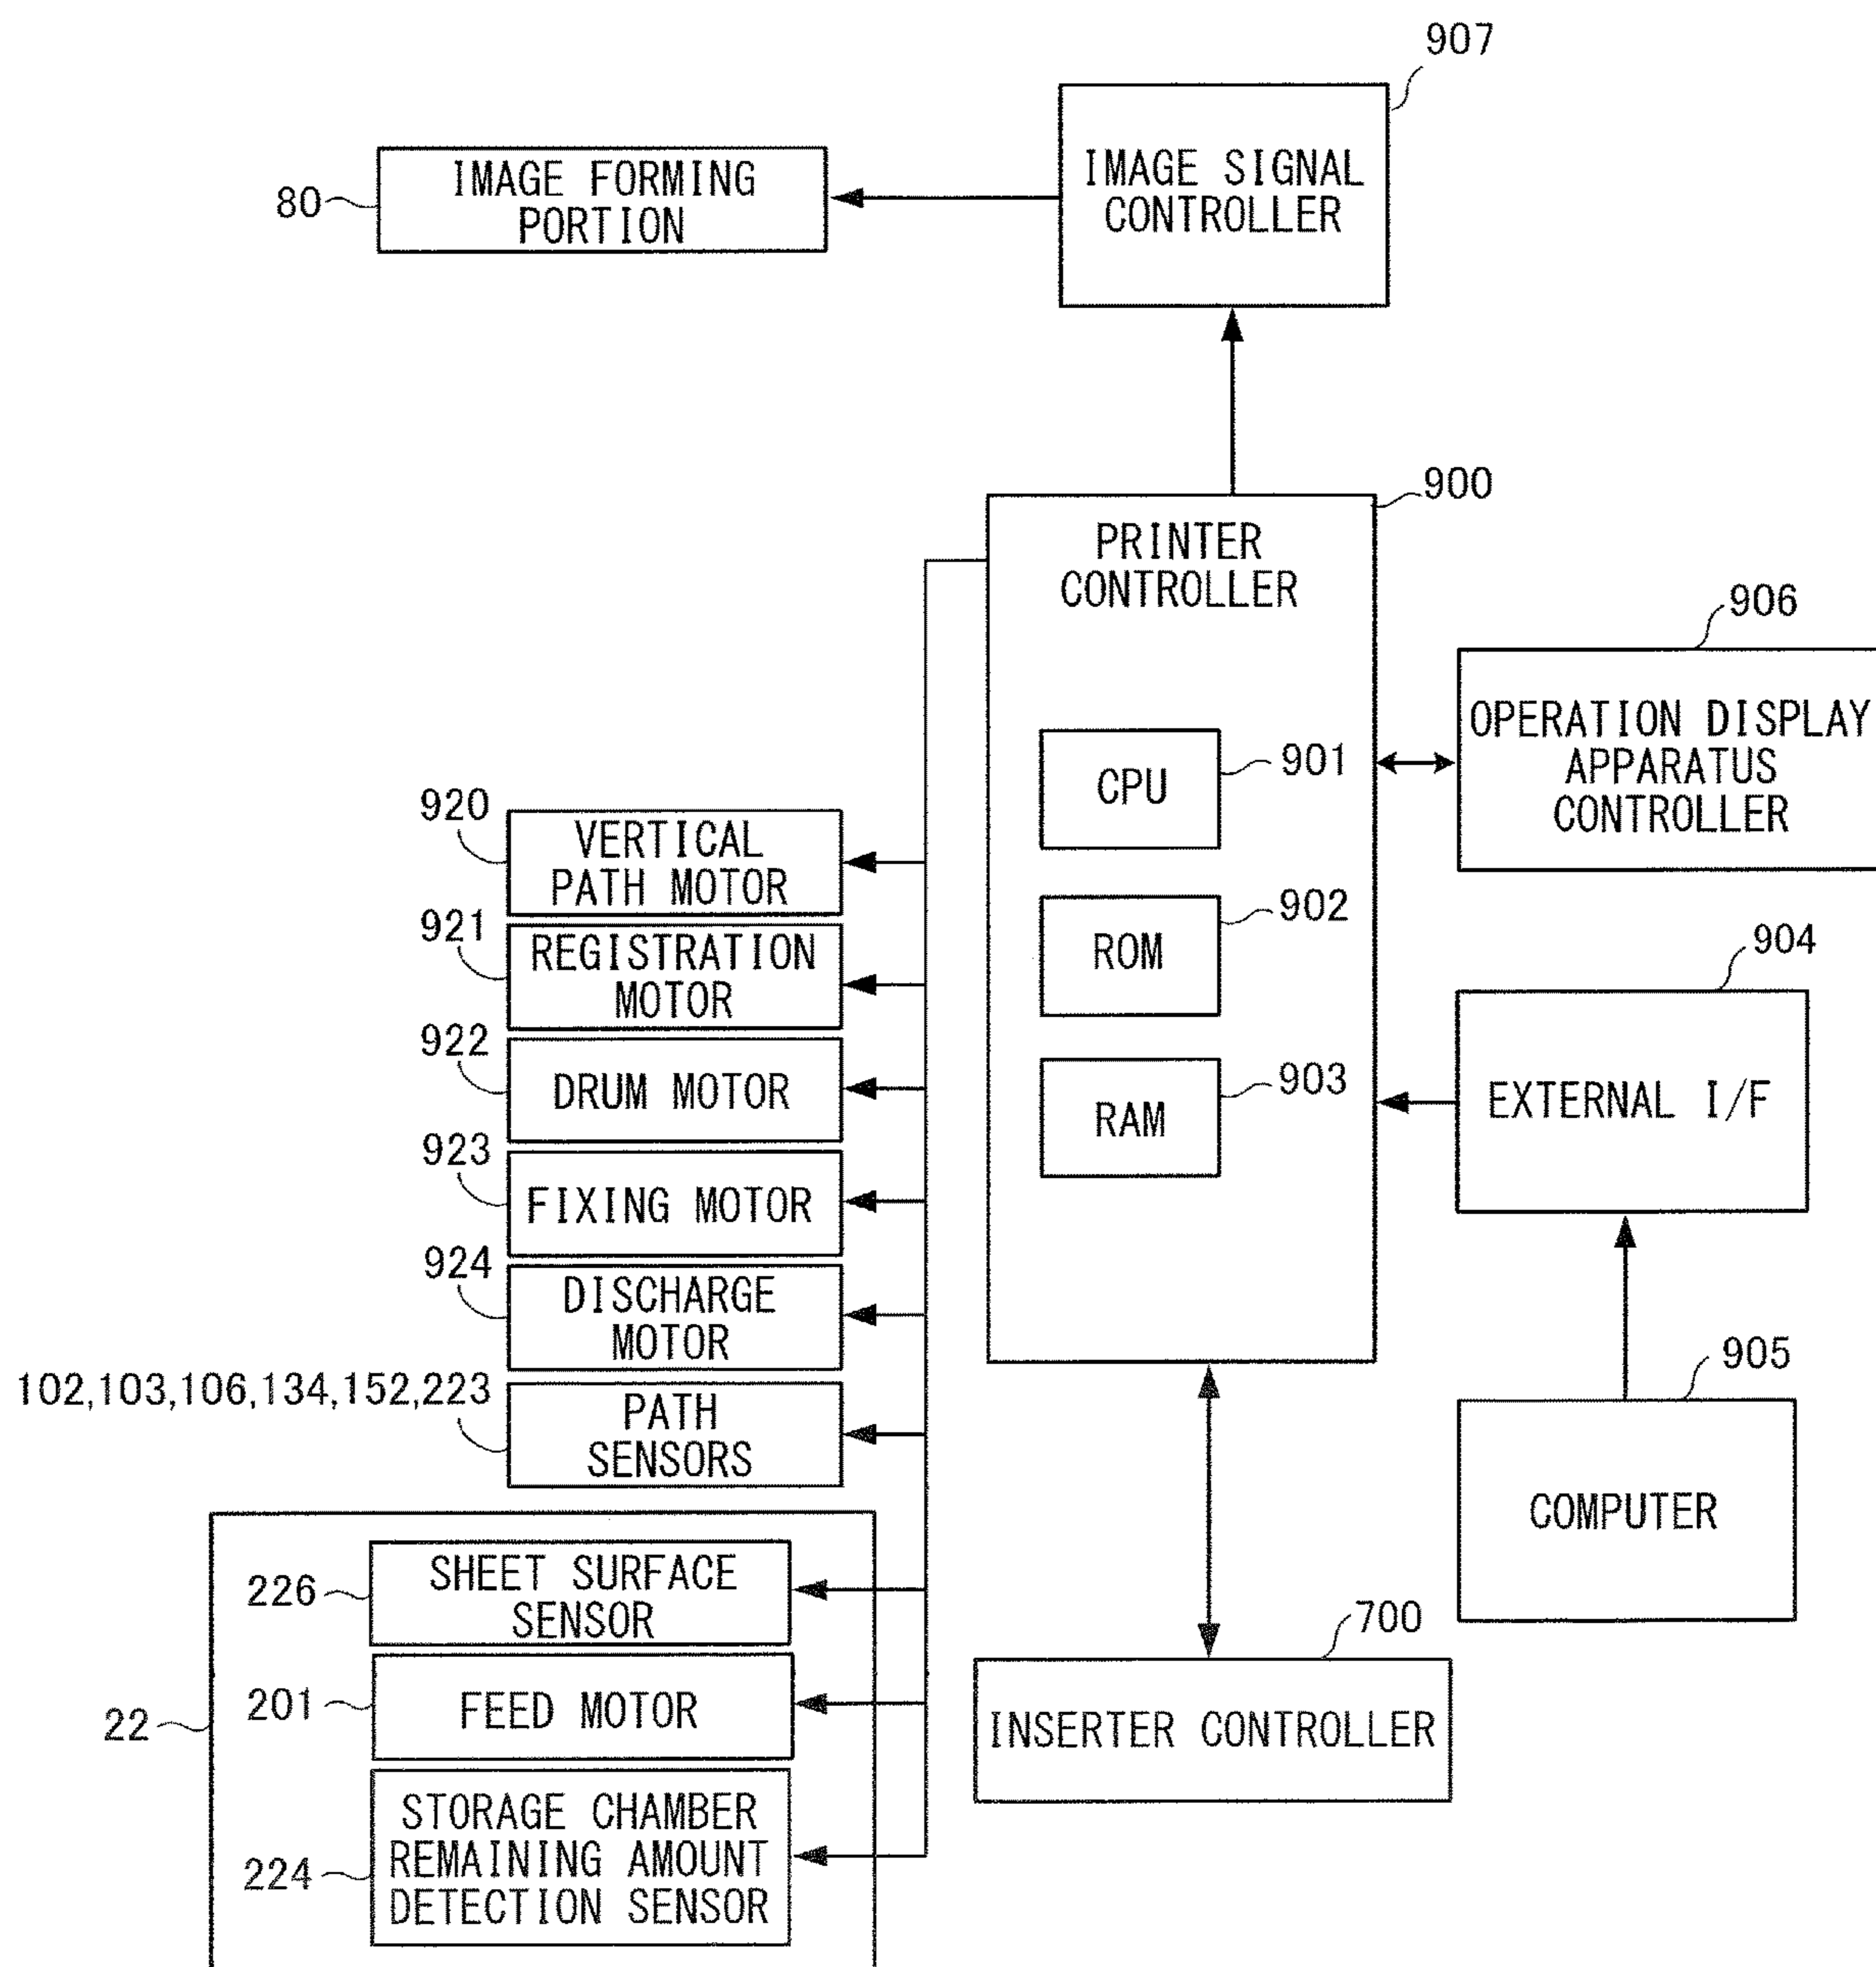 907
IMAGE SIGNAL
CONTROLLER
80
IMAGE FORMING
PORTION
900
PRINTER
CONTROLLER
906
OPERATION DISPLAY
APPARATUS
CONTROLLER
CPU
901
ROM
902
RAM
903
904
EXTERNAL I/F
905
COMPUTER
920
VERTICAL
PATH MOTOR
921
REGISTRATION
MOTOR
922
DRUM MOTOR
923
FIXING MOTOR
924
DISCHARGE
MOTOR
102,103,106,134,152,223
PATH
SENSORS
22
226
SHEET SURFACE
SENSOR
201
FEED MOTOR
224
STORAGE CHAMBER
REMAINING AMOUNT
DETECTION SENSOR
700
INSERTER CONTROLLER